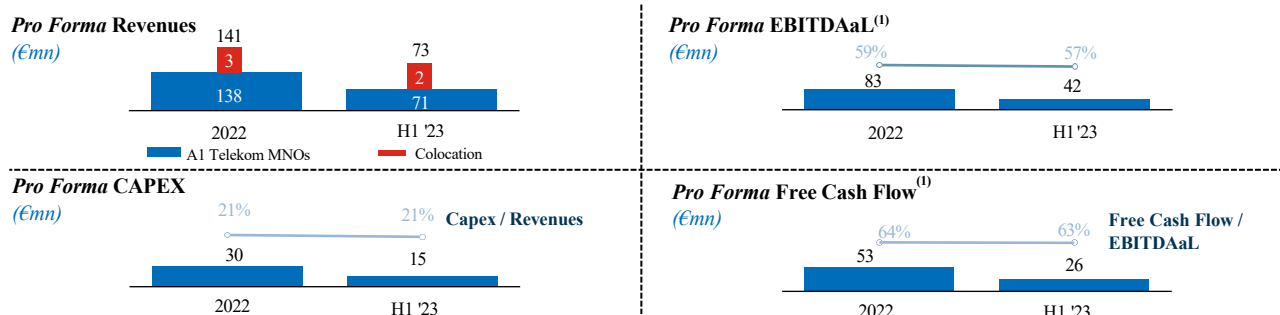 Pro Forma Revenues
(€mn)
141
3
138
73
2
71
2022
H1 '23
A1 Telekom MNOs
Colocation
Pro Forma EBITDAaL(1)
(€mn)
59%
57%
83
42
2022
H1 '23
Pro Forma CAPEX
(€mn)
21%
21%
Capex / Revenues
30
15
2022
H1 '23
Pro Forma Free Cash Flow(1)
(€mn)
64%
63%
Free Cash Flow /
EBITDAaL
53
26
2022
H1 '23